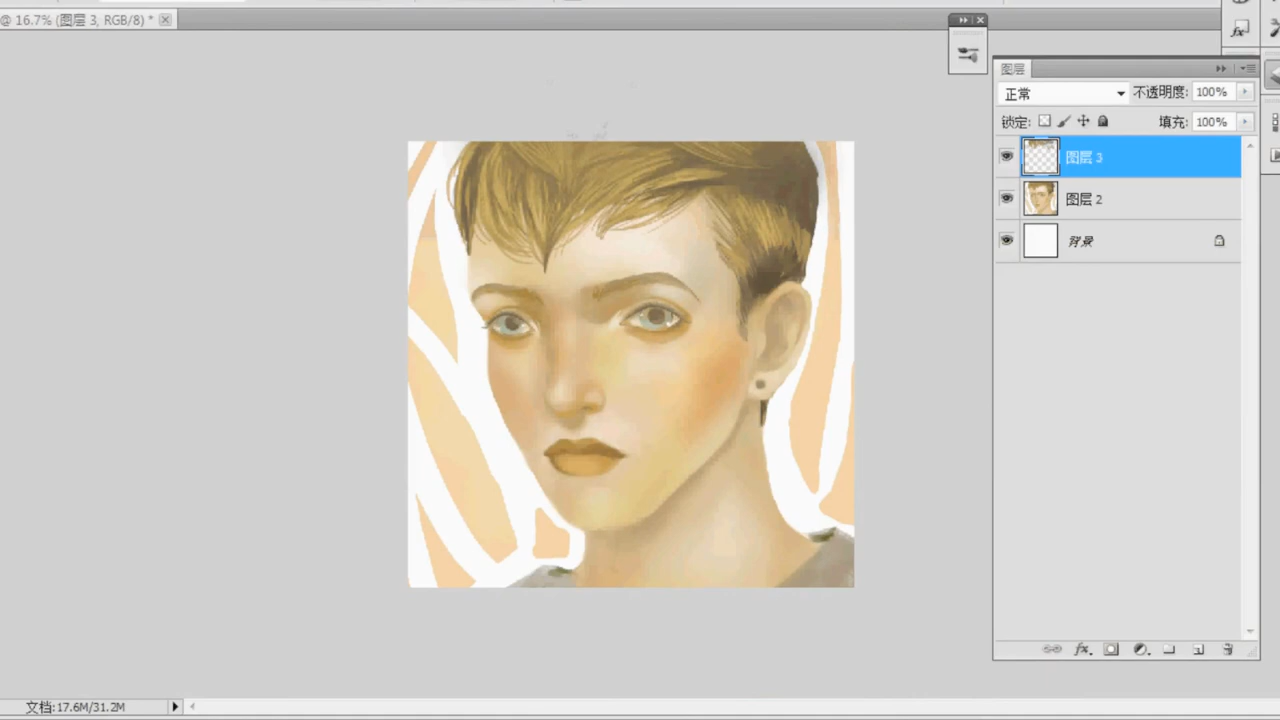 @ 16.7% (图层 3, RGB/8) *
图层
正常 不透明度: 100%
锁定: 填充: 100%
图层 3
图层 2
背景
fx
文档:17.6M/31.2M